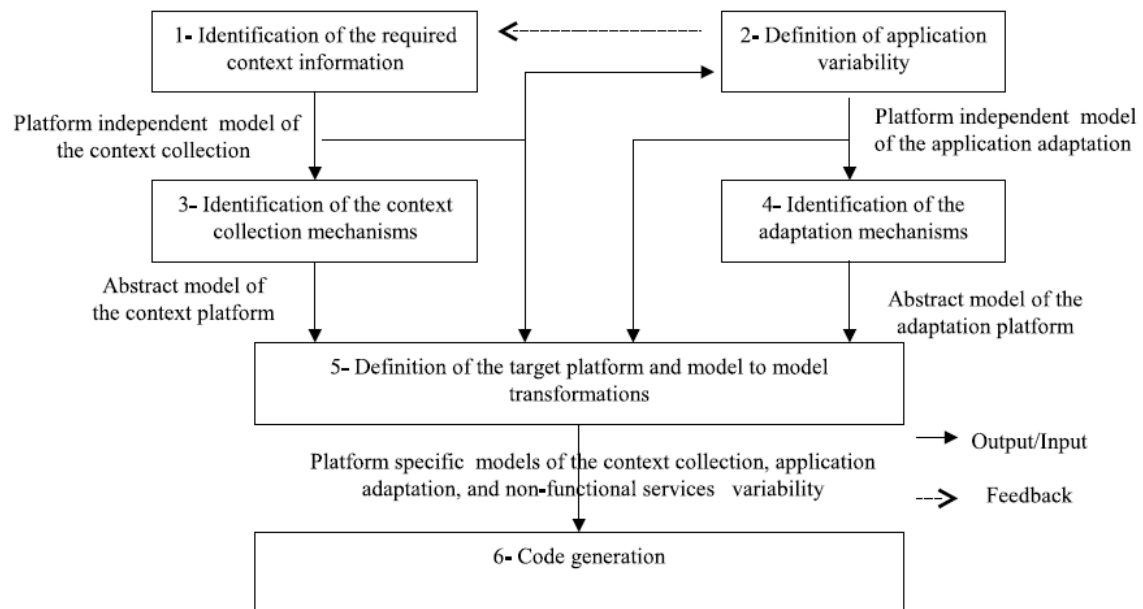 1- Identification of the required
context information
2- Definition of application
variability
Platform independent model of
the context collection
Platform independent model
of the application adaptation
3- Identification of the context
collection mechanisms
4- Identification of the
adaptation mechanisms
Abstract model of
the context platform
Abstract model of the
adaptation platform
5- Definition of the target platform and model to model
transformations
Output/Input
Platform specific models of the context collection, application
adaptation, and non-functional services variability
Feedback
6- Code generation